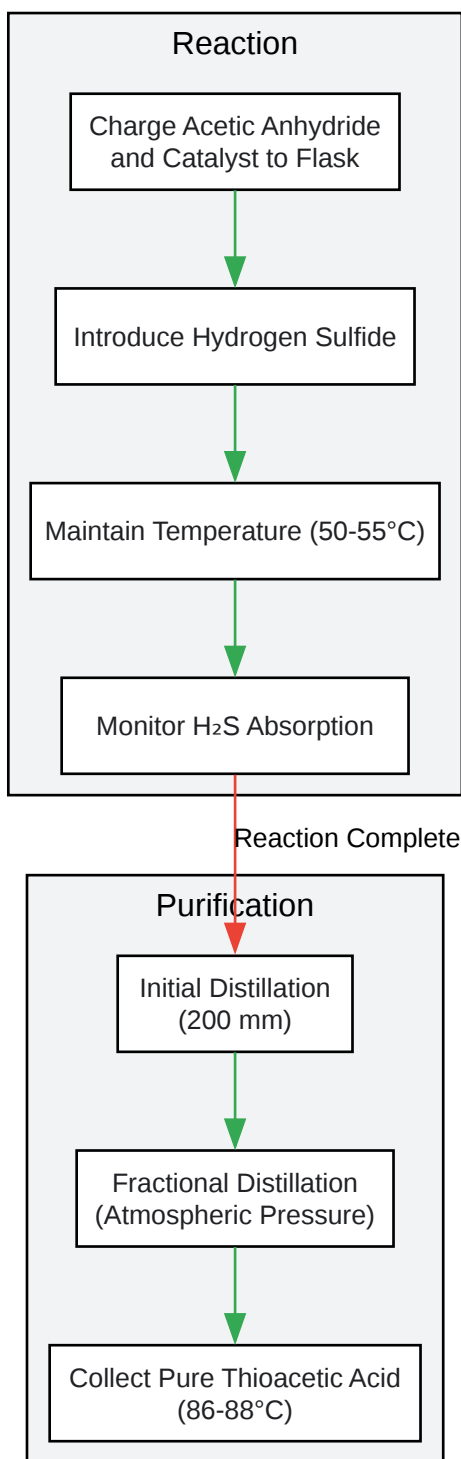 Reaction
Charge Acetic Anhydride
and Catalyst to Flask
Introduce Hydrogen Sulfide
Maintain Temperature (50-55°C)
Monitor H₂S Absorption
Reaction Complete
Purification
Initial Distillation
(200 mm)
Fractional Distillation
(Atmospheric Pressure)
Collect Pure Thioacetic Acid
(86-88°C)